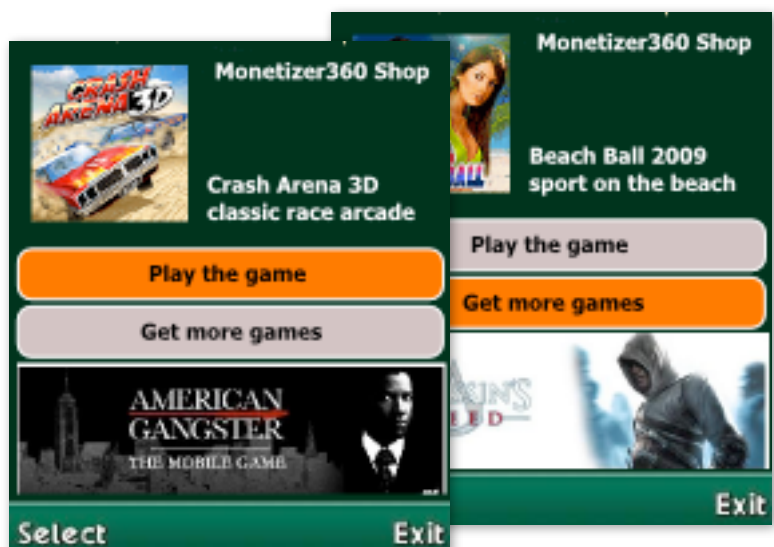 CRASH
ARENA 3D
Monetizer360 Shop
Crash Arena 3D
classic race arcade
Play the game
Get more games
AMERICAN
GANGSTER
THE MOBILE GAME
Select
Exit
Monetizer360 Shop
Beach Ball 2009
sport on the beach
Play the game
Get more games
Exit